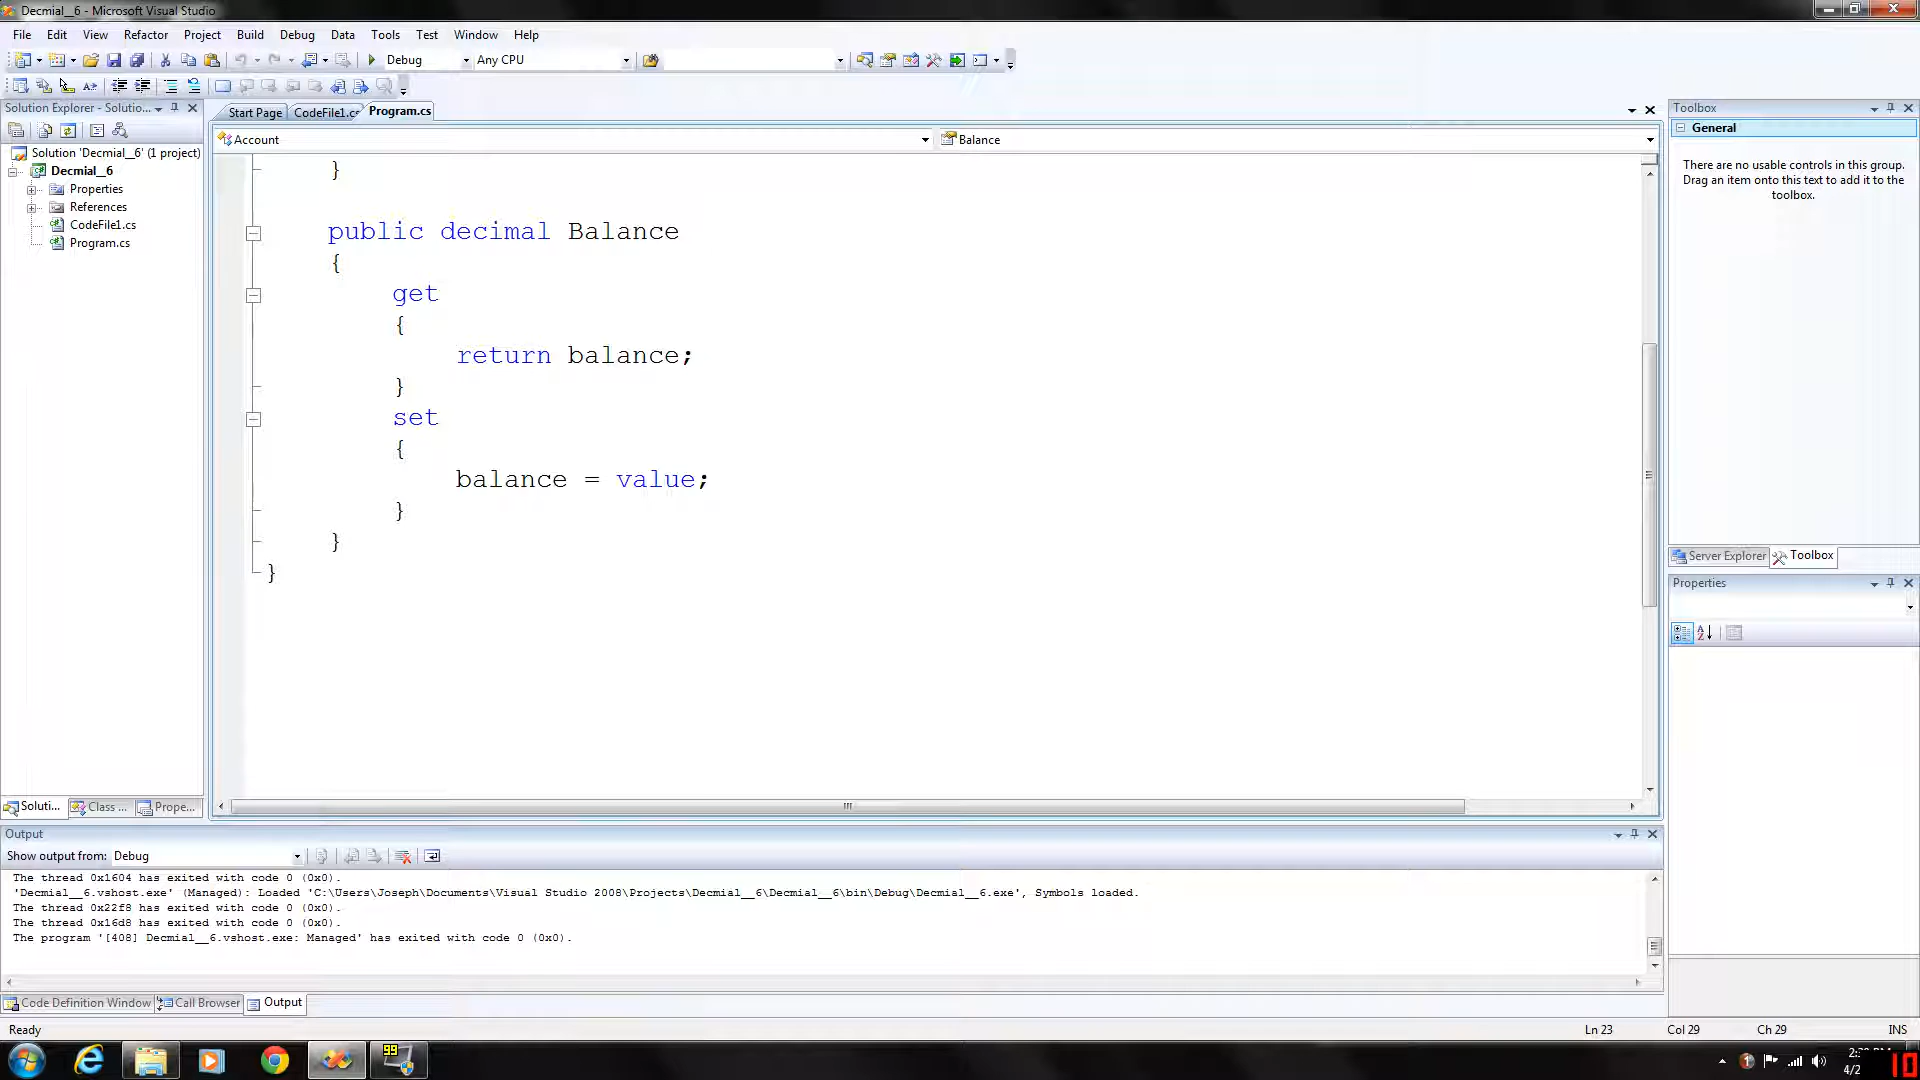 Decmial__6 - Microsoft Visual Studio
File Edit View Refactor Project Build Debug Data Tools Test Window Help
Debug Any CPU
Solution Explorer - Solutio...
Start Page CodeFile1.cs Program.cs
Toolbox
Account Balance
General
Solution 'Decmial__6' (1 project)
Decmial__6
Properties
References
CodeFile1.cs
Program.cs
There are no usable controls in this group.
Drag an item onto this text to add it to the
toolbox.
}
public decimal Balance
{
get
{
return balance;
}
set
{
balance = value;
}
}
}
Server Explorer Toolbox
Properties
Soluti... Class ... Prope...
Output
Show output from: Debug
The thread 0x1604 has exited with code 0 (0x0).
'Decmial__6.vshost.exe' (Managed): Loaded 'C:\Users\Joseph\Documents\Visual Studio 2008\Projects\Decmial__6\Decmial__6\bin\Debug\Decmial__6.exe', Symbols loaded.
The thread 0x22f8 has exited with code 0 (0x0).
The thread 0x16d8 has exited with code 0 (0x0).
The program '[408] Decmial__6.vshost.exe: Managed' has exited with code 0 (0x0).
Code Definition Window Call Browser Output
Ready Ln 23 Col 29 Ch 29 INS
99
4/2
10